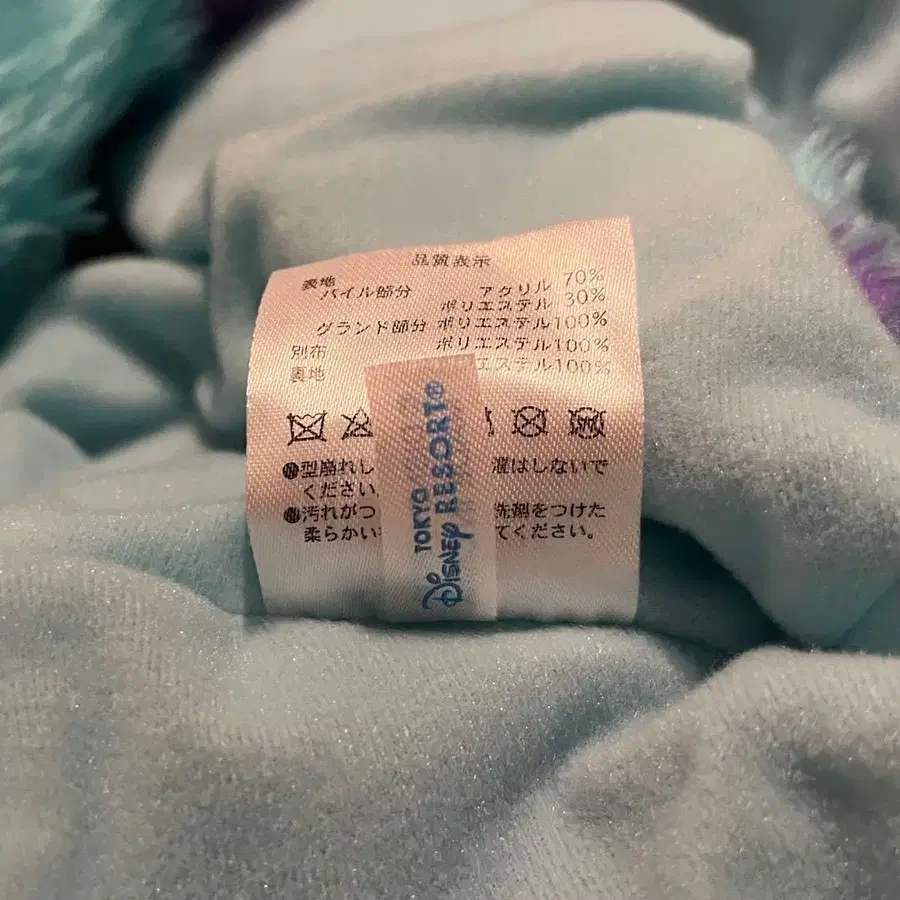 品質表示
表地
パイル部分 アクリル 70%
ポリエステル 30%
グランド部分 ポリエステル100%
別布 ポリエステル100%
裏地 エステル100%
型崩れし 濯はしないで
ください
汚れがつ 洗剤をつけた
柔らかい てください。
TOKYO
DISNEY RESORT®